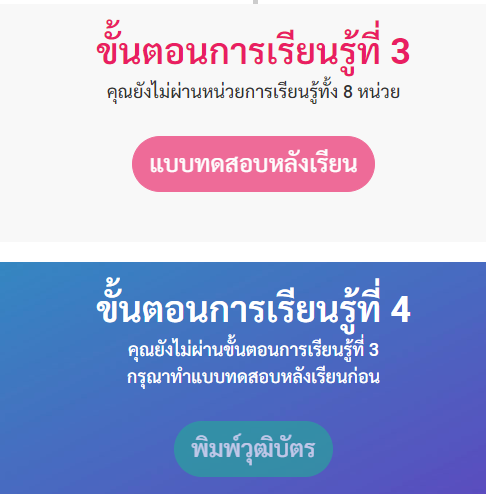 ขั้นตอนการเรียนรู้ที่ 3
คุณยังไม่ผ่านหน่วยการเรียนรู้ทั้ง 8 หน่วย
แบบทดสอบหลังเรียน
ขั้นตอนการเรียนรู้ที่ 4
คุณยังไม่ผ่านขั้นตอนการเรียนรู้ที่ 3
กรุณาทำแบบทดสอบหลังเรียนก่อน
พิมพ์วุฒิบัตร